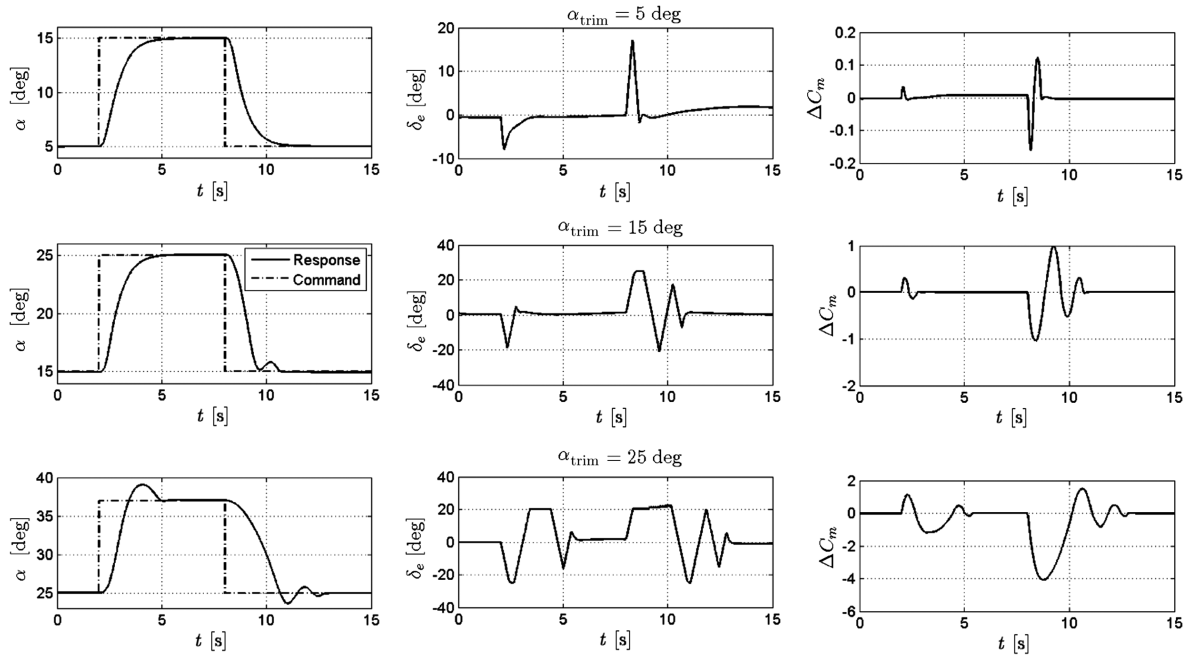 α_trim = 5 deg
α [deg]
15
10
5
0 5 10 15
t [s]
δ_e [deg]
20
10
0
-10
0 5 10 15
t [s]
ΔC_m
0.2
0.1
0
-0.1
-0.2
0 5 10 15
t [s]
α_trim = 15 deg
α [deg]
25
20
15
Response
Command
0 5 10 15
t [s]
δ_e [deg]
40
20
0
-20
-40
0 5 10 15
t [s]
ΔC_m
1
0
-1
-2
0 5 10 15
t [s]
α_trim = 25 deg
α [deg]
40
35
30
25
0 5 10 15
t [s]
δ_e [deg]
40
20
0
-20
-40
0 5 10 15
t [s]
ΔC_m
2
0
-2
-4
-6
0 5 10 15
t [s]